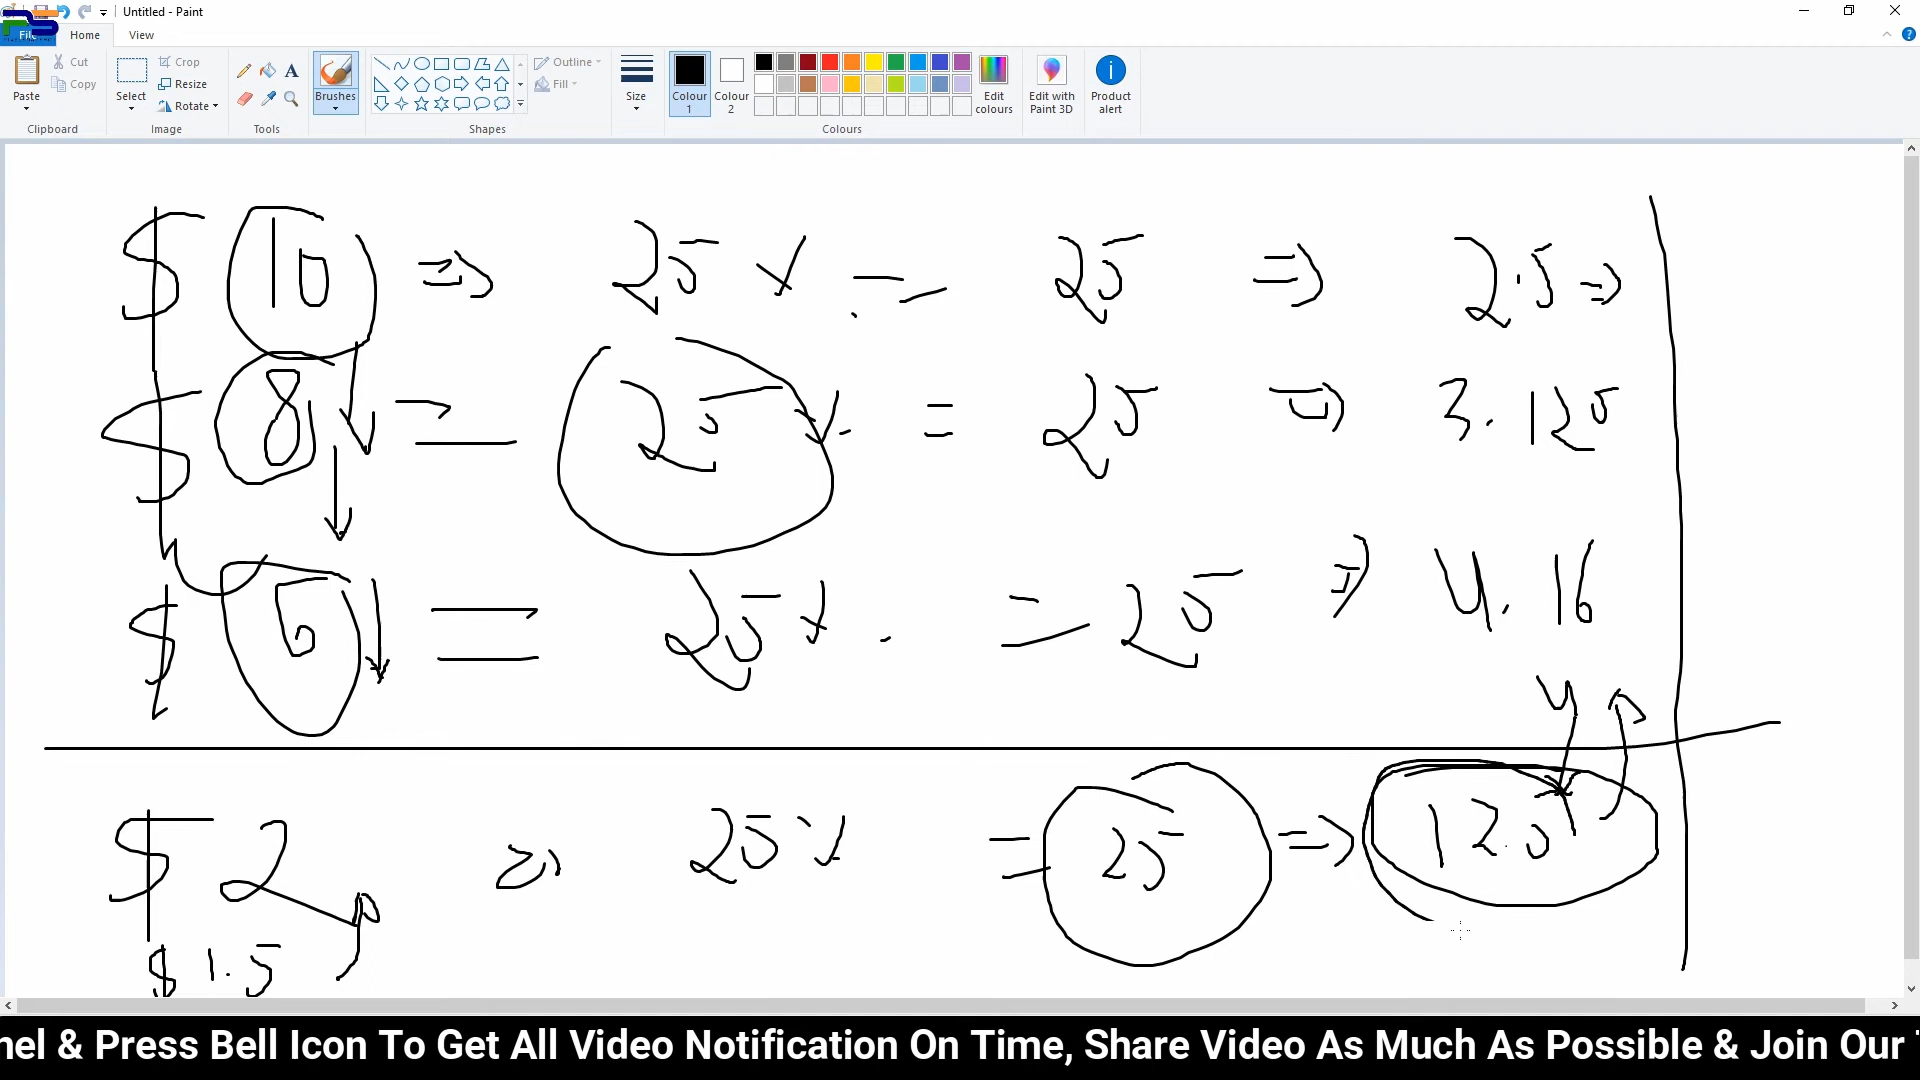 Untitled - Paint
File Home View
Cut Crop Outline
Paste Copy Select Resize Rotate A Brushes Fill Size Colour 1 Colour 2 Edit colours Edit with Paint 3D Product alert
Clipboard Image Tools Shapes Colours
$ 10 => 25 % = 25 => 2.5 =>
$ 8 = 25 % = 25 => 3.125
$ 6 = 25 % = 25 => 4.16
$ 2 => 25 % = 25 => 12.5
$ 1.5
nel & Press Bell Icon To Get All Video Notification On Time, Share Video As Much As Possible & Join Our